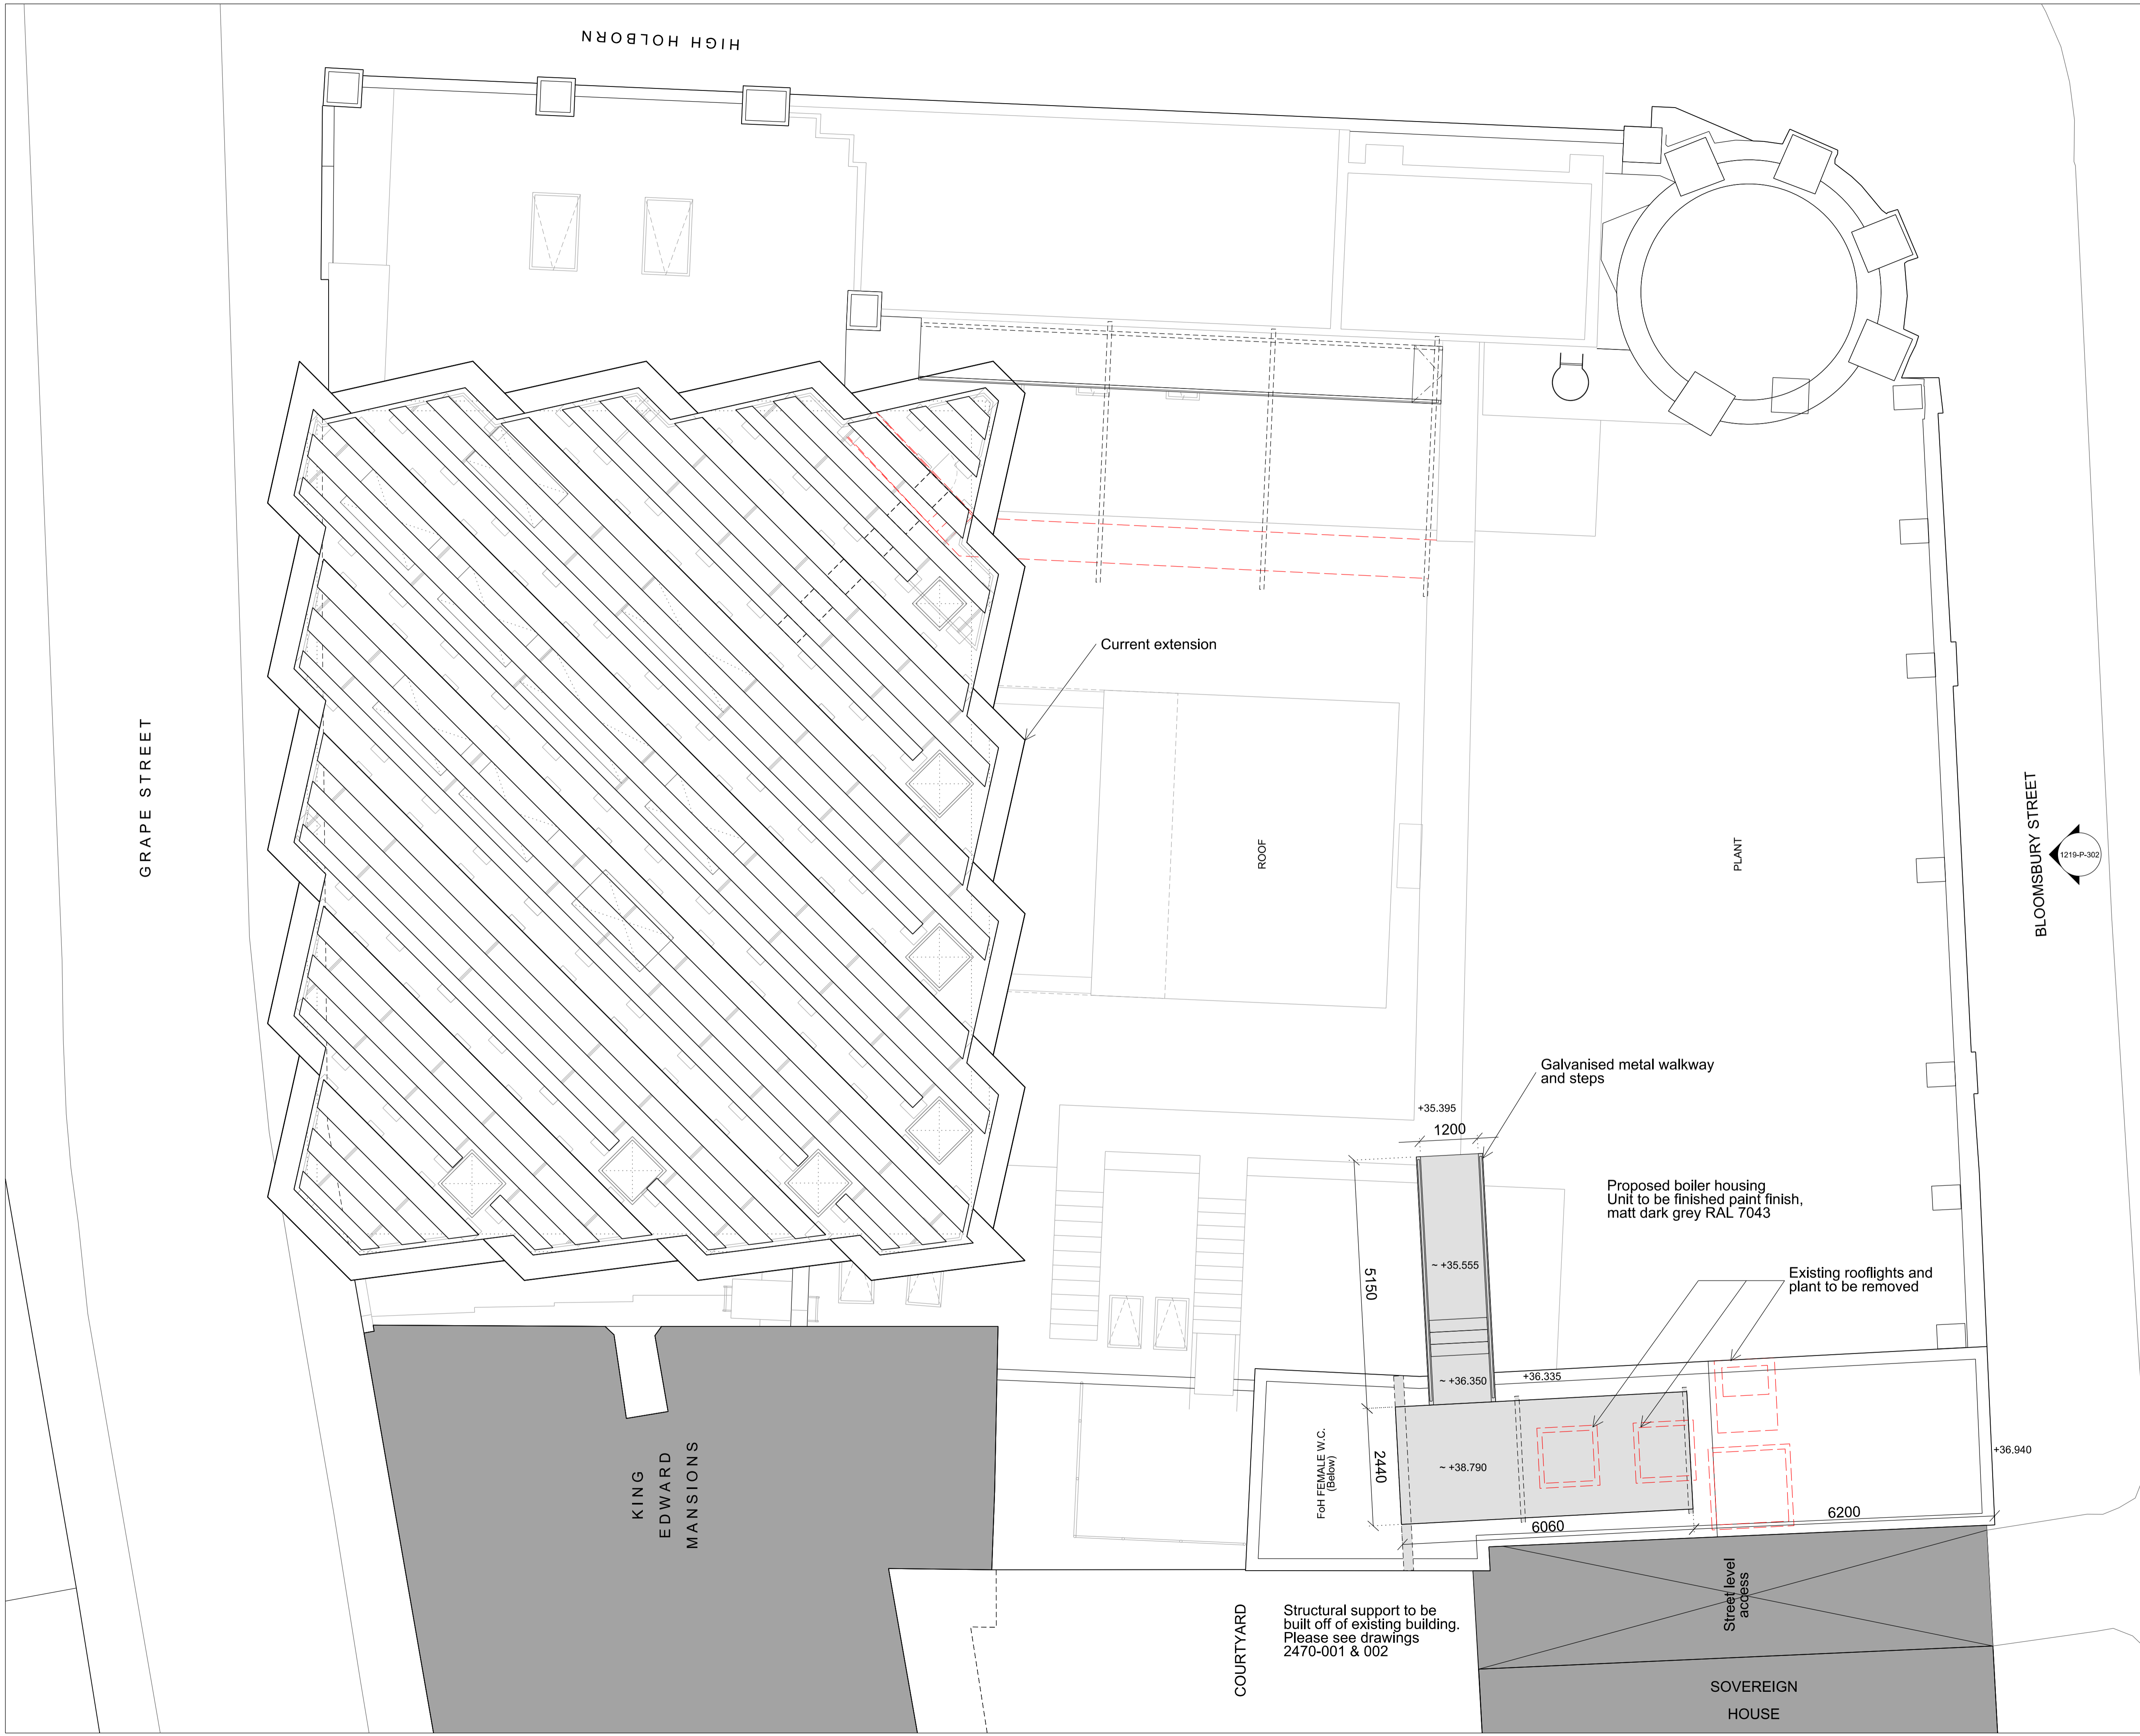 HIGH HOLBORN
GRAPE STREET
Current extension
ROOF
PLANT
BLOOMSBURY STREET
1219-P-302
Galvanised metal walkway
and steps
+35.395
1200
Proposed boiler housing
Unit to be finished paint finish,
matt dark grey RAL 7043
5150
~ +35.555
Existing rooflights and
plant to be removed
~ +36.350
+36.335
FoH FEMALE W.C.
(Below)
2440
~ +38.790
+36.940
6060
6200
KING
EDWARD
MANSIONS
COURTYARD
Structural support to be
built off of existing building.
Please see drawings
2470-001 & 002
Street level
access
SOVEREIGN
HOUSE